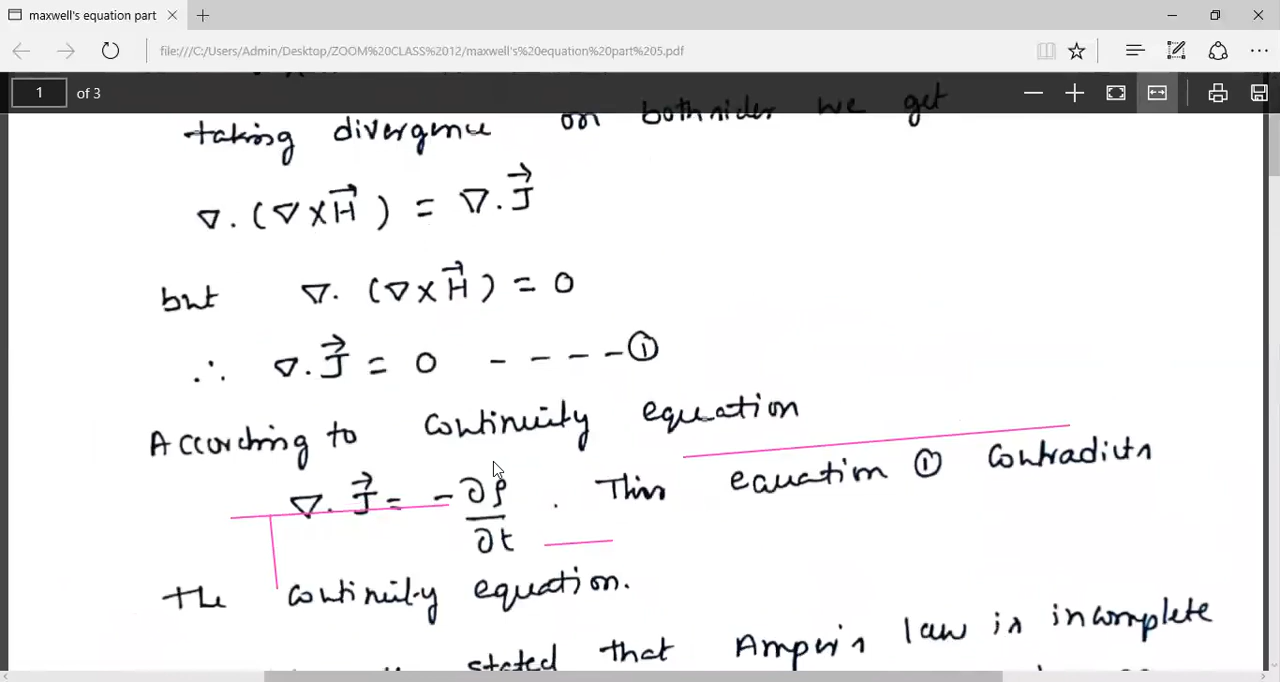 maxwell's equation part
file:///C:/Users/Admin/Desktop/ZOOM%20CLASS%2012/maxwell's%20equation%20part%205.pdf
1 of 3
taking divergence on both sides we get
∇.(∇×H⃗) = ∇.J⃗
but ∇.(∇×H⃗) = 0
∴ ∇.J⃗ = 0 ----①
According to continuity equation
∇.J⃗ = -∂ρ/∂t. This equation ① contradicts
the continuity equation.
stated that Amper's law is incomplete